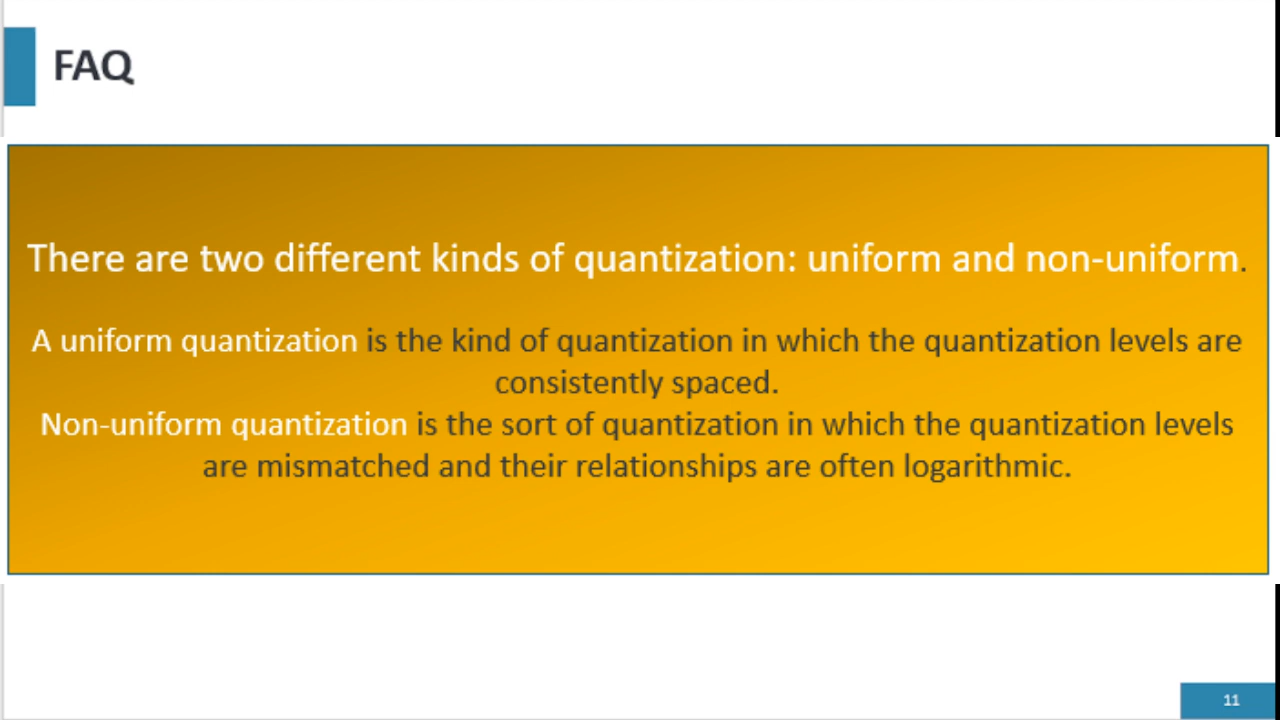 FAQ
There are two different kinds of quantization: uniform and non-uniform.
A uniform quantization is the kind of quantization in which the quantization levels are
consistently spaced.
Non-uniform quantization is the sort of quantization in which the quantization levels
are mismatched and their relationships are often logarithmic.
11